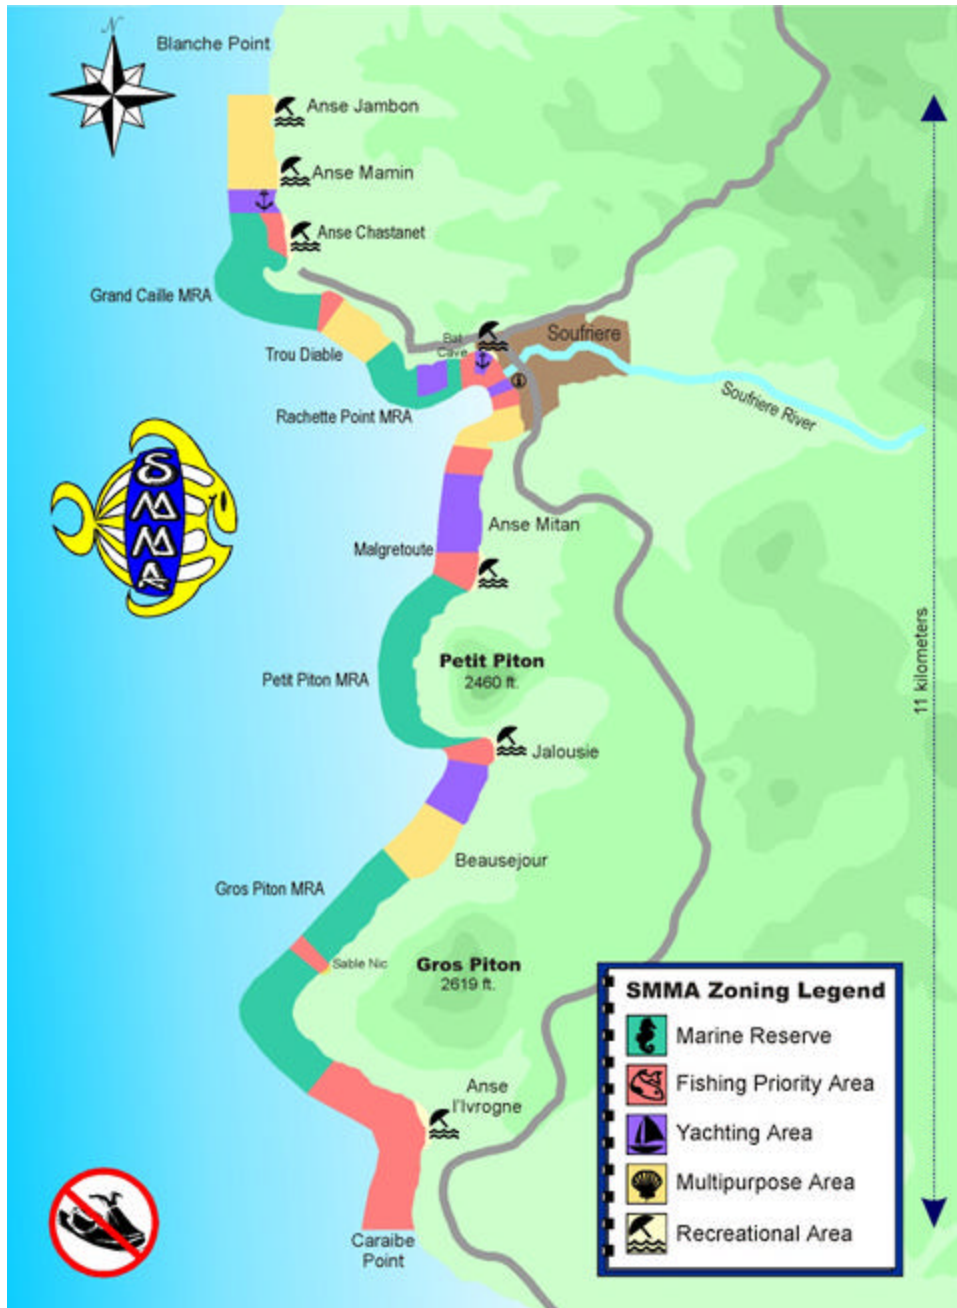 N
Blanche Point
Anse Jambon
Anse Mamin
Anse Chastanet
Grand Caille MRA
Trou Diable
Bat
Cave
Soufriere
Rachette Point MRA
Soufriere River
SMMA
Anse Mitan
Malgretoute
Petit Piton
2460 ft.
Petit Piton MRA
11 kilometers
Jalousie
Beausejour
Gros Piton MRA
Sable Nic
Gros Piton
2619 ft.
SMMA Zoning Legend
Marine Reserve
Fishing Priority Area
Yachting Area
Multipurpose Area
Recreational Area
Anse
l'Ivrogne
Caraibe
Point